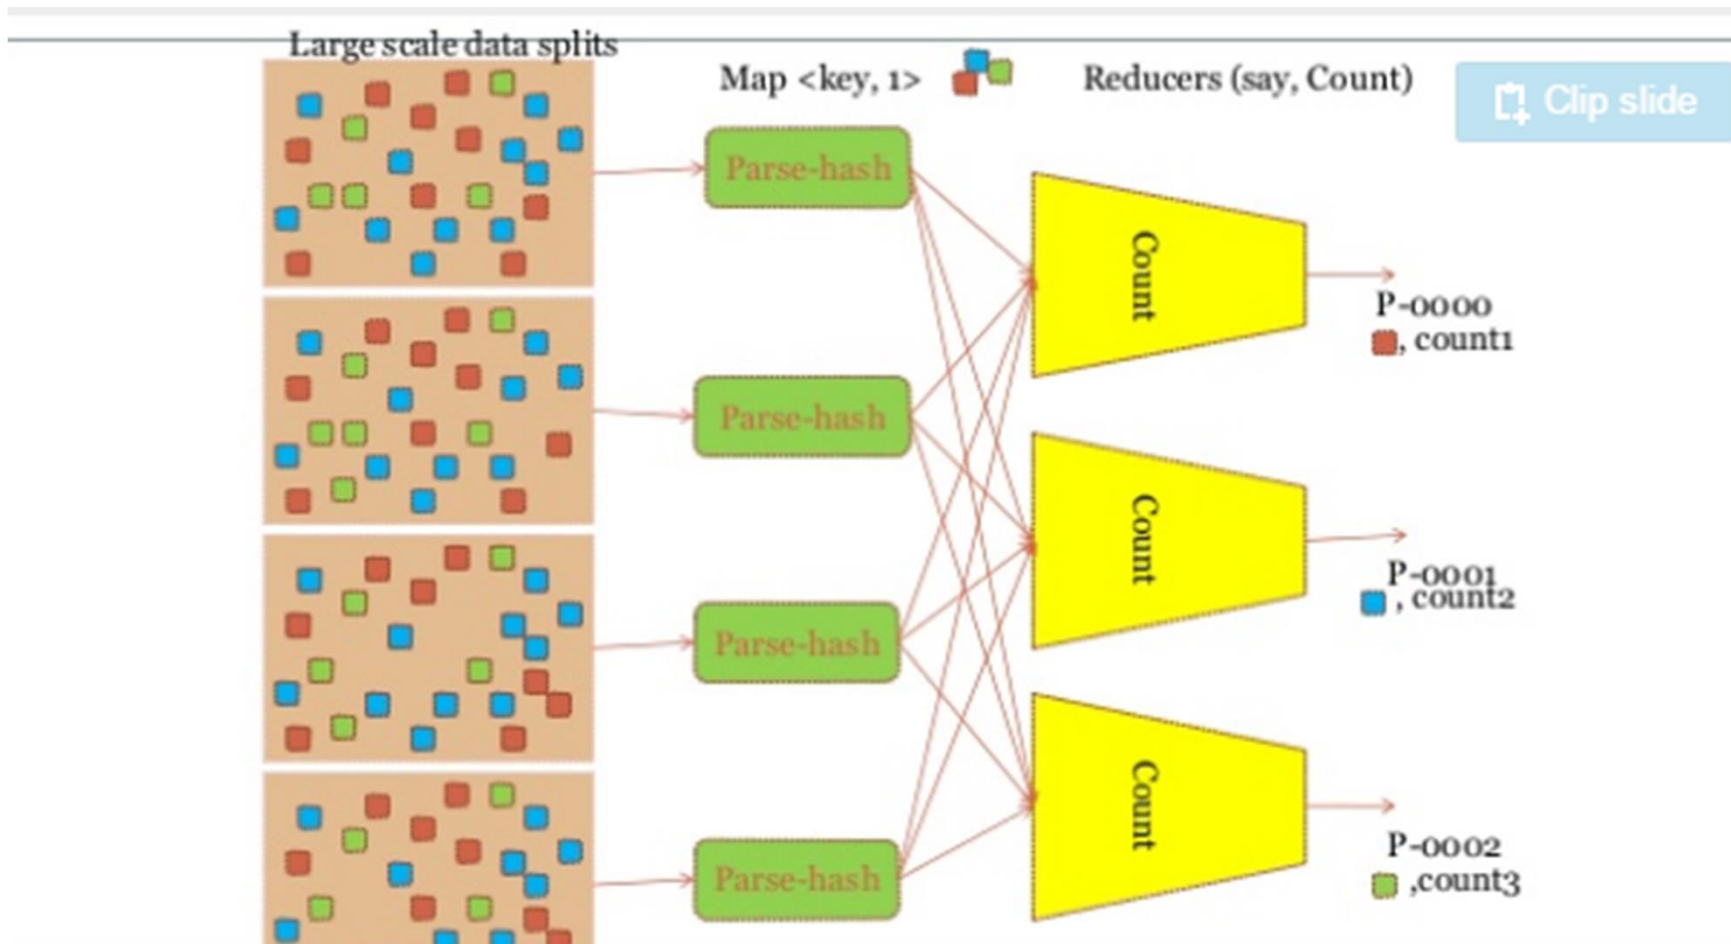 Large scale data splits
Map <key, 1>
Reducers (say, Count)
Clip slide
Parse-hash
Count
P-0000
, count1
Parse-hash
Count
P-0001
, count2
Parse-hash
Count
P-0002
,count3
Parse-hash